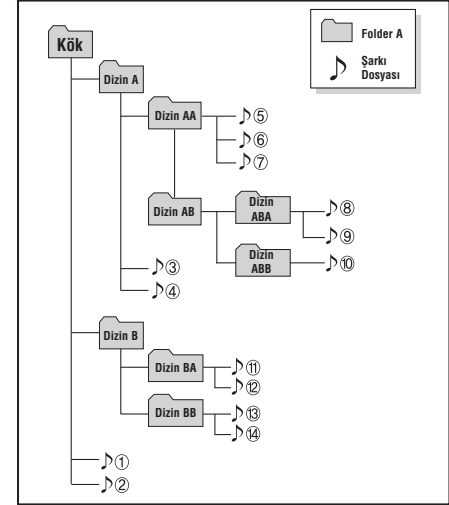 Kök
Folder A
Şarkı
Dosyası
Dizin A
Dizin AA
⑤
⑥
⑦
Dizin AB
Dizin
ABA
⑧
⑨
Dizin
ABB
⑩
③
④
Dizin B
Dizin BA
⑪
⑫
Dizin BB
⑬
⑭
①
②